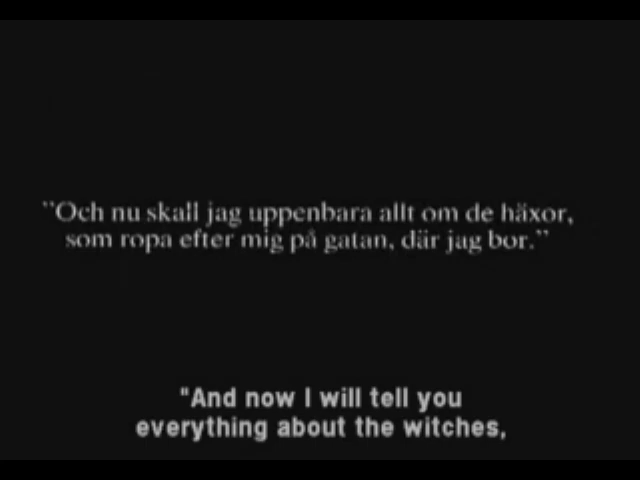 ”Och nu skall jag uppenbara allt om de häxor,
som ropa efter mig på gatan, där jag bor.”
"And now I will tell you
everything about the witches,